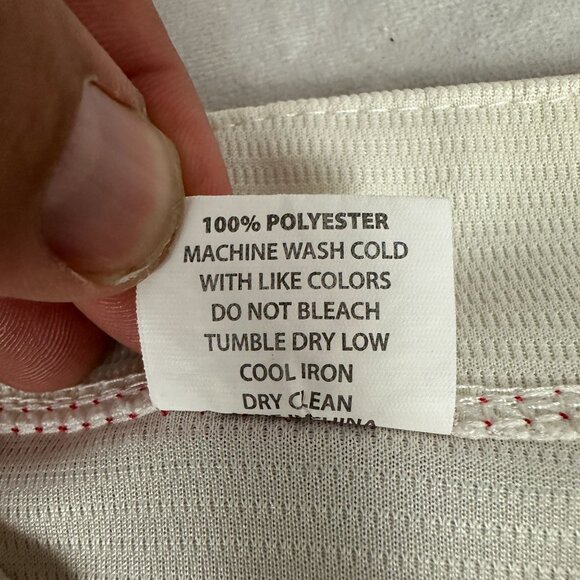 100% POLYESTER
MACHINE WASH COLD
WITH LIKE COLORS
DO NOT BLEACH
TUMBLE DRY LOW
COOL IRON
DRY CLEAN